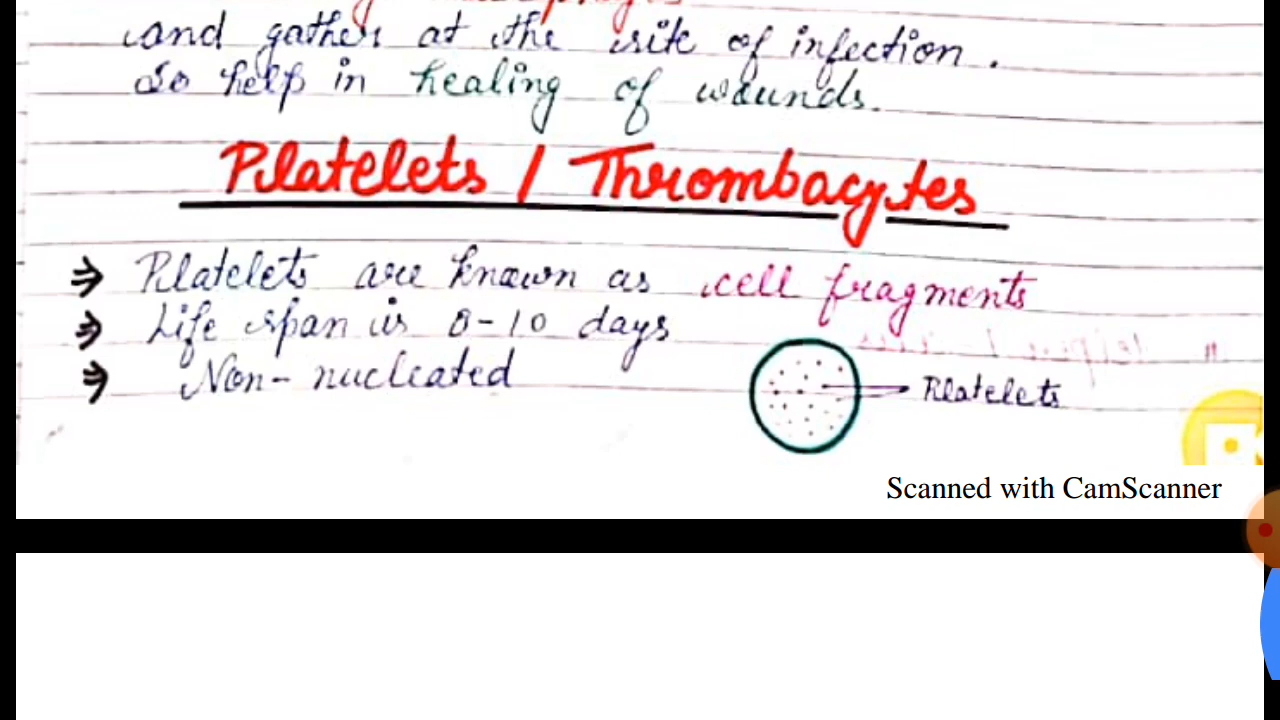 and gather at the site of infection.
So help in healing of wounds.
Platelets / Thrombacytes
⇒ Platelets are known as cell fragments
⇒ Life span is 8-10 days
⇒ Non-nucleated
Platelets
Scanned with CamScanner